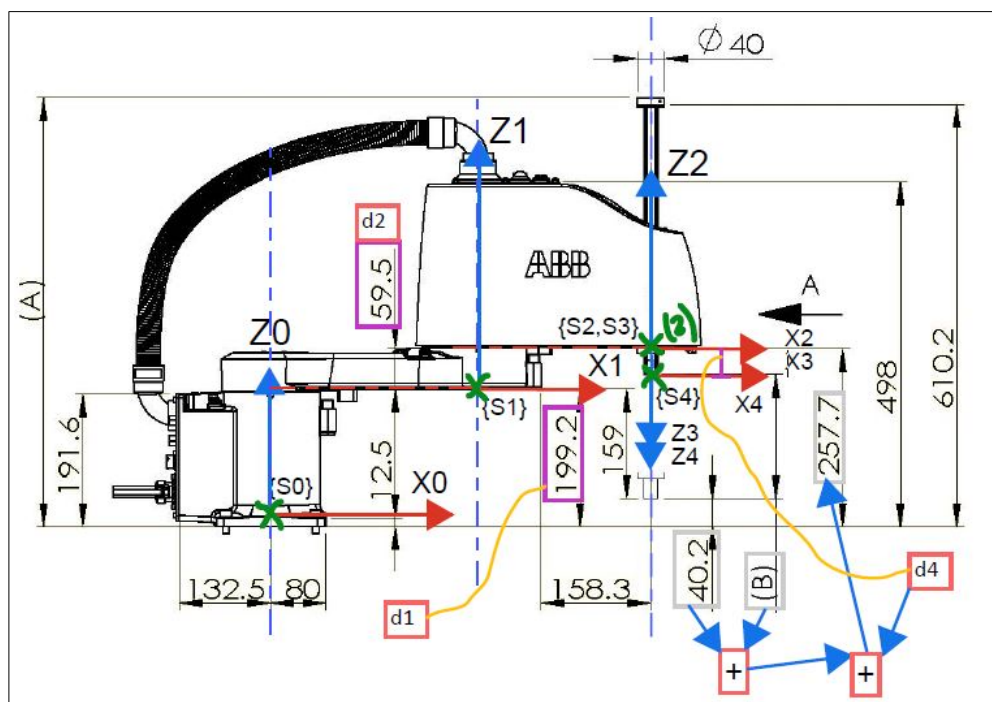 Ø 40
Z1
Z2
d2
59.5
ABB
A
(A)
Z0
{S2,S3}
(2)
X2
X1
X3
{S1}
{S4}
X4
498
610.2
191.6
12.5
199.2
159
Z3
Z4
257.7
{S0}
X0
132.5
80
158.3
40.2
(B)
d4
d1
+
+